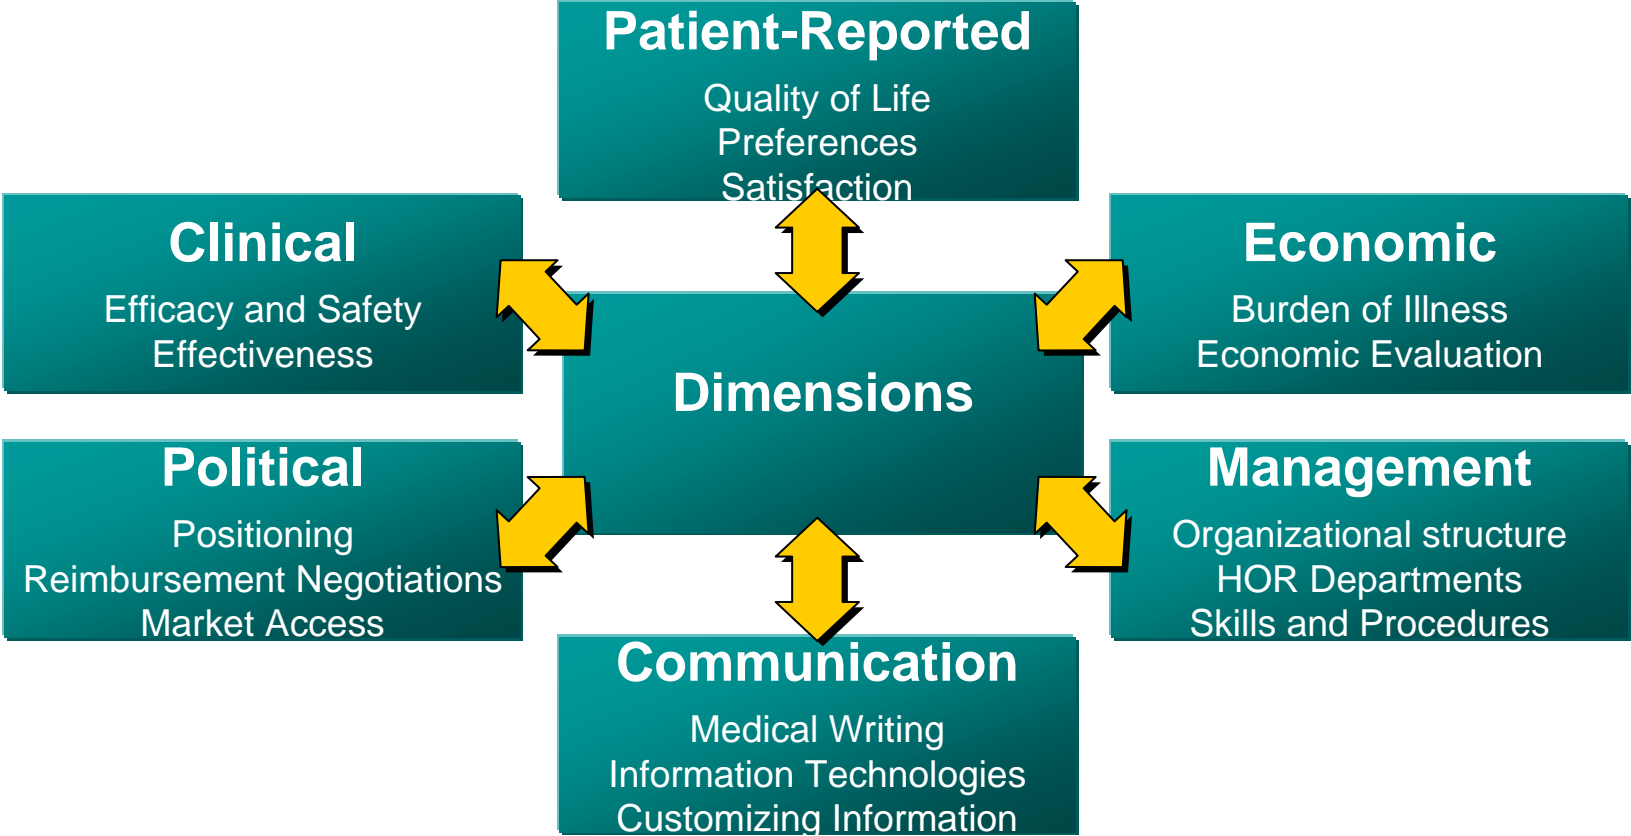 Patient-Reported
Quality of Life
Preferences
Satisfaction
Clinical
Efficacy and Safety
Effectiveness
Economic
Burden of Illness
Economic Evaluation
Dimensions
Political
Positioning
Reimbursement Negotiations
Market Access
Management
Organizational structure
HOR Departments
Skills and Procedures
Communication
Medical Writing
Information Technologies
Customizing Information